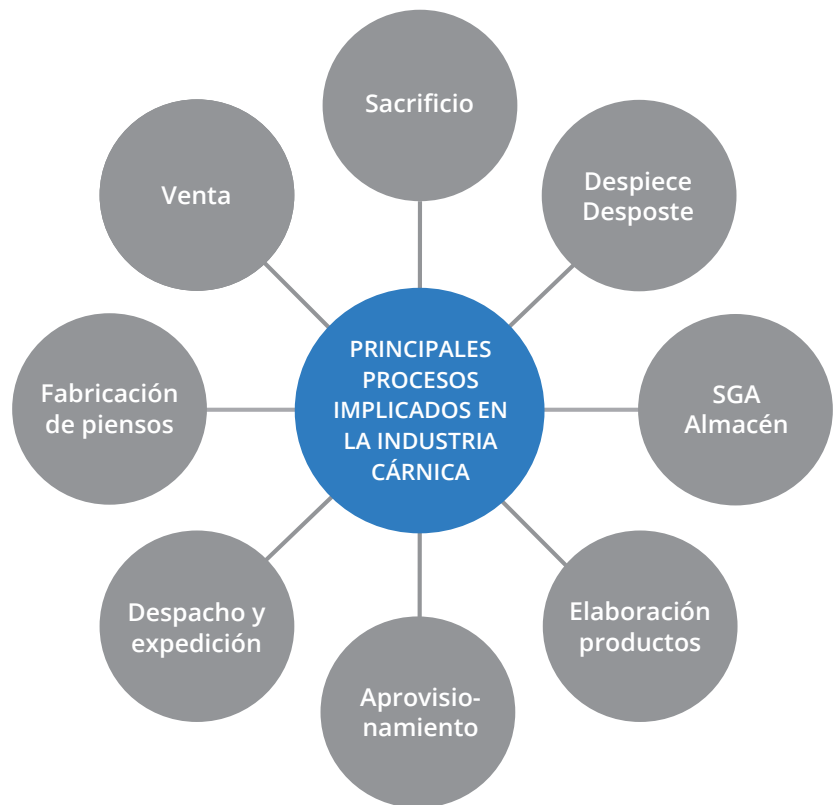 Sacrificio
Despiece
Desposte
SGA
Almacén
Elaboración
productos
Aprovisio-
namiento
Despacho y
expedición
Fabricación
de piensos
Venta
PRINCIPALES
PROCESOS
IMPLICADOS EN
LA INDUSTRIA
CÁRNICA